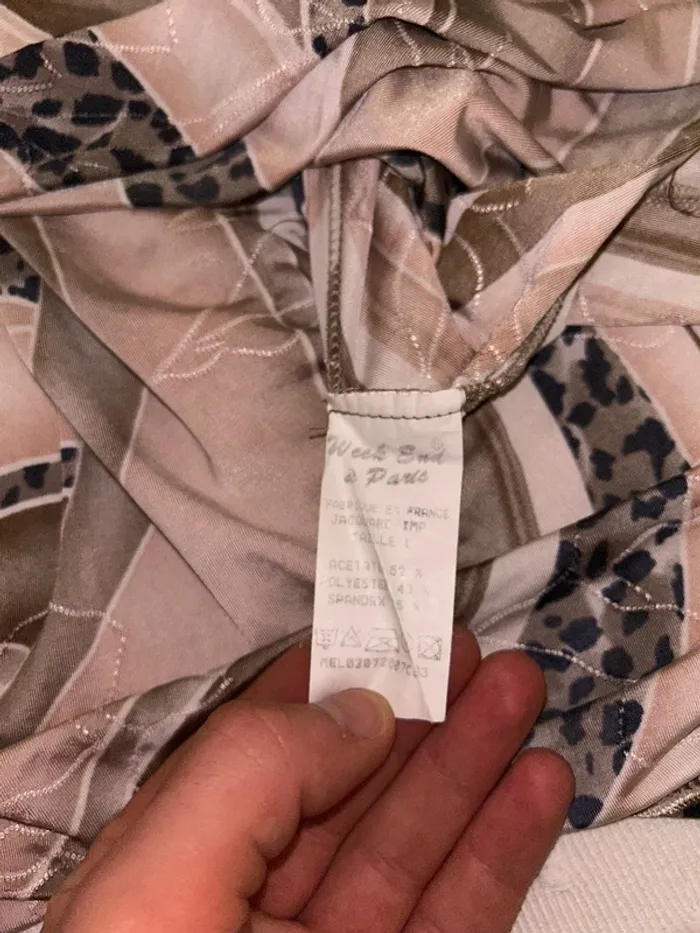 Week End ®
à Paris
FABRIQUE EN FRANCE
JACQUARD IMP
TAILLE L
ACETATE 52 %
POLYESTER 43 %
SPANDEX 5 %